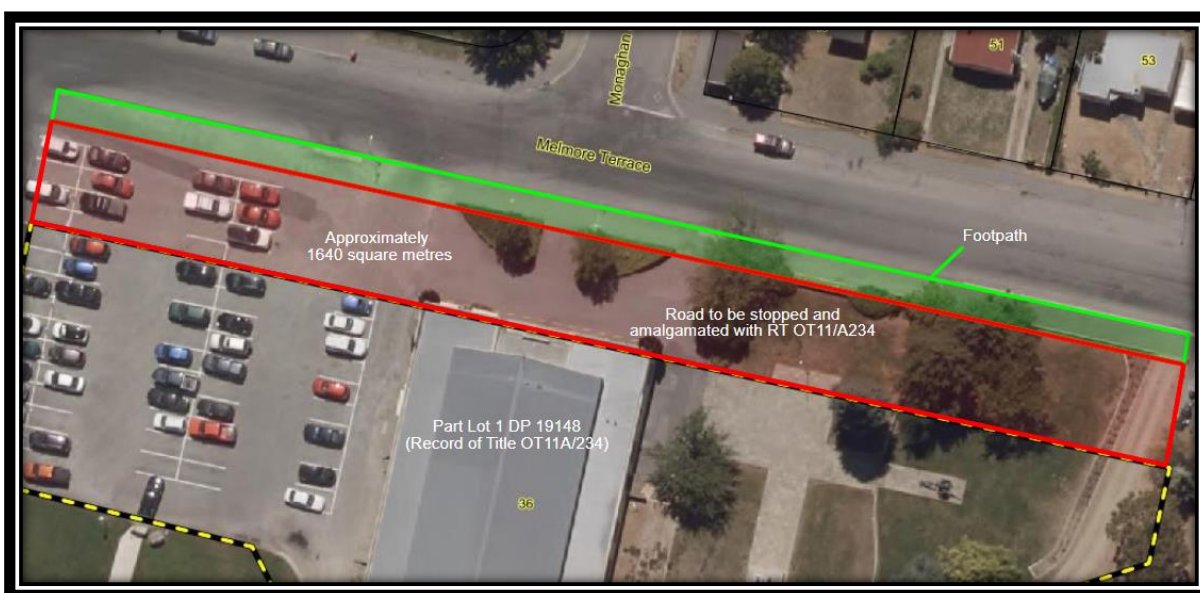 51
53
Monaghan
Melmore Terrace
Footpath
Approximately
1640 square metres
Road to be stopped and
amalgamated with RT OT11/A234
Part Lot 1 DP 19148
(Record of Title OT11A/234)
36